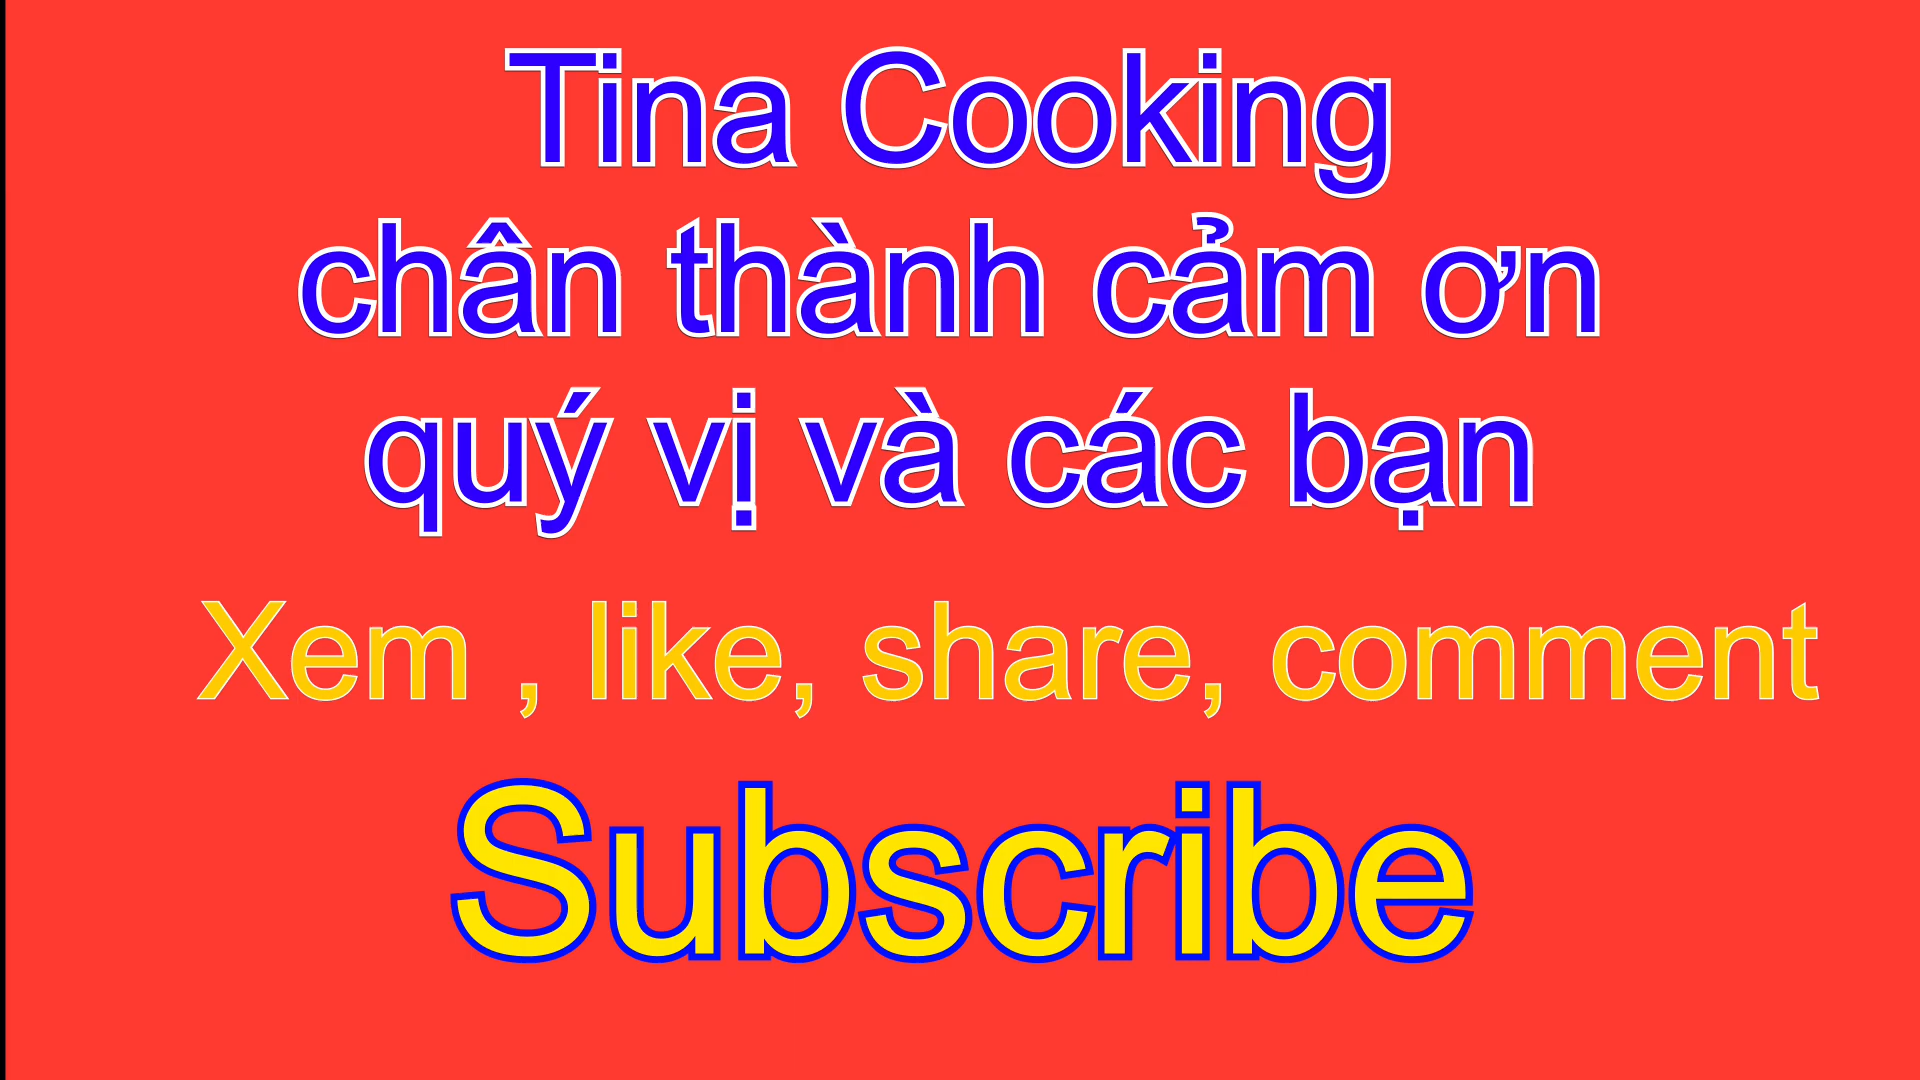 Tina Cooking
chân thành cảm ơn
quý vị và các bạn
Xem , like, share, comment
Subscribe